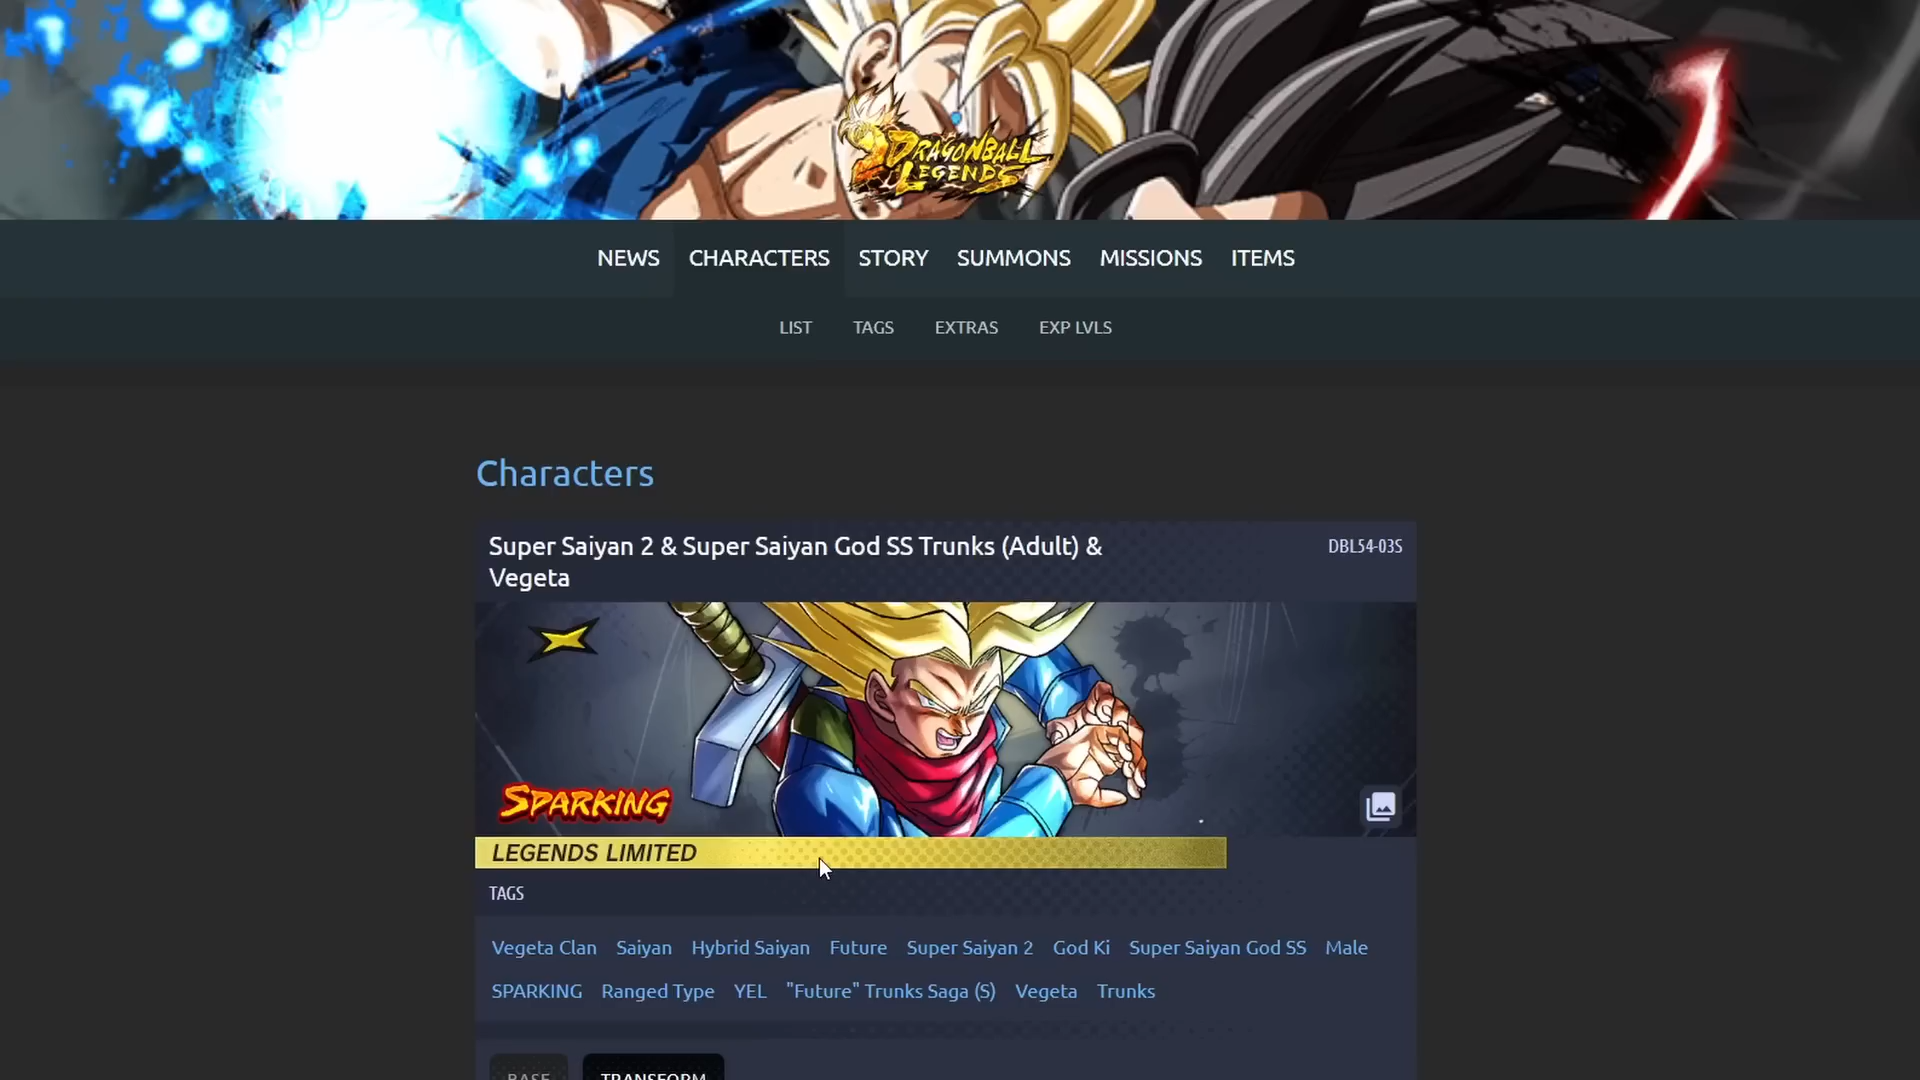 DRAGONBALL
LEGENDS
NEWS CHARACTERS STORY SUMMONS MISSIONS ITEMS
LIST TAGS EXTRAS EXP LVLS
Characters
Super Saiyan 2 & Super Saiyan God SS Trunks (Adult) &
Vegeta
DBL54-03S
SPARKING
LEGENDS LIMITED
TAGS
Vegeta Clan Saiyan Hybrid Saiyan Future Super Saiyan 2 God Ki Super Saiyan God SS Male
SPARKING Ranged Type YEL "Future" Trunks Saga (S) Vegeta Trunks
BASE TRANSFORM